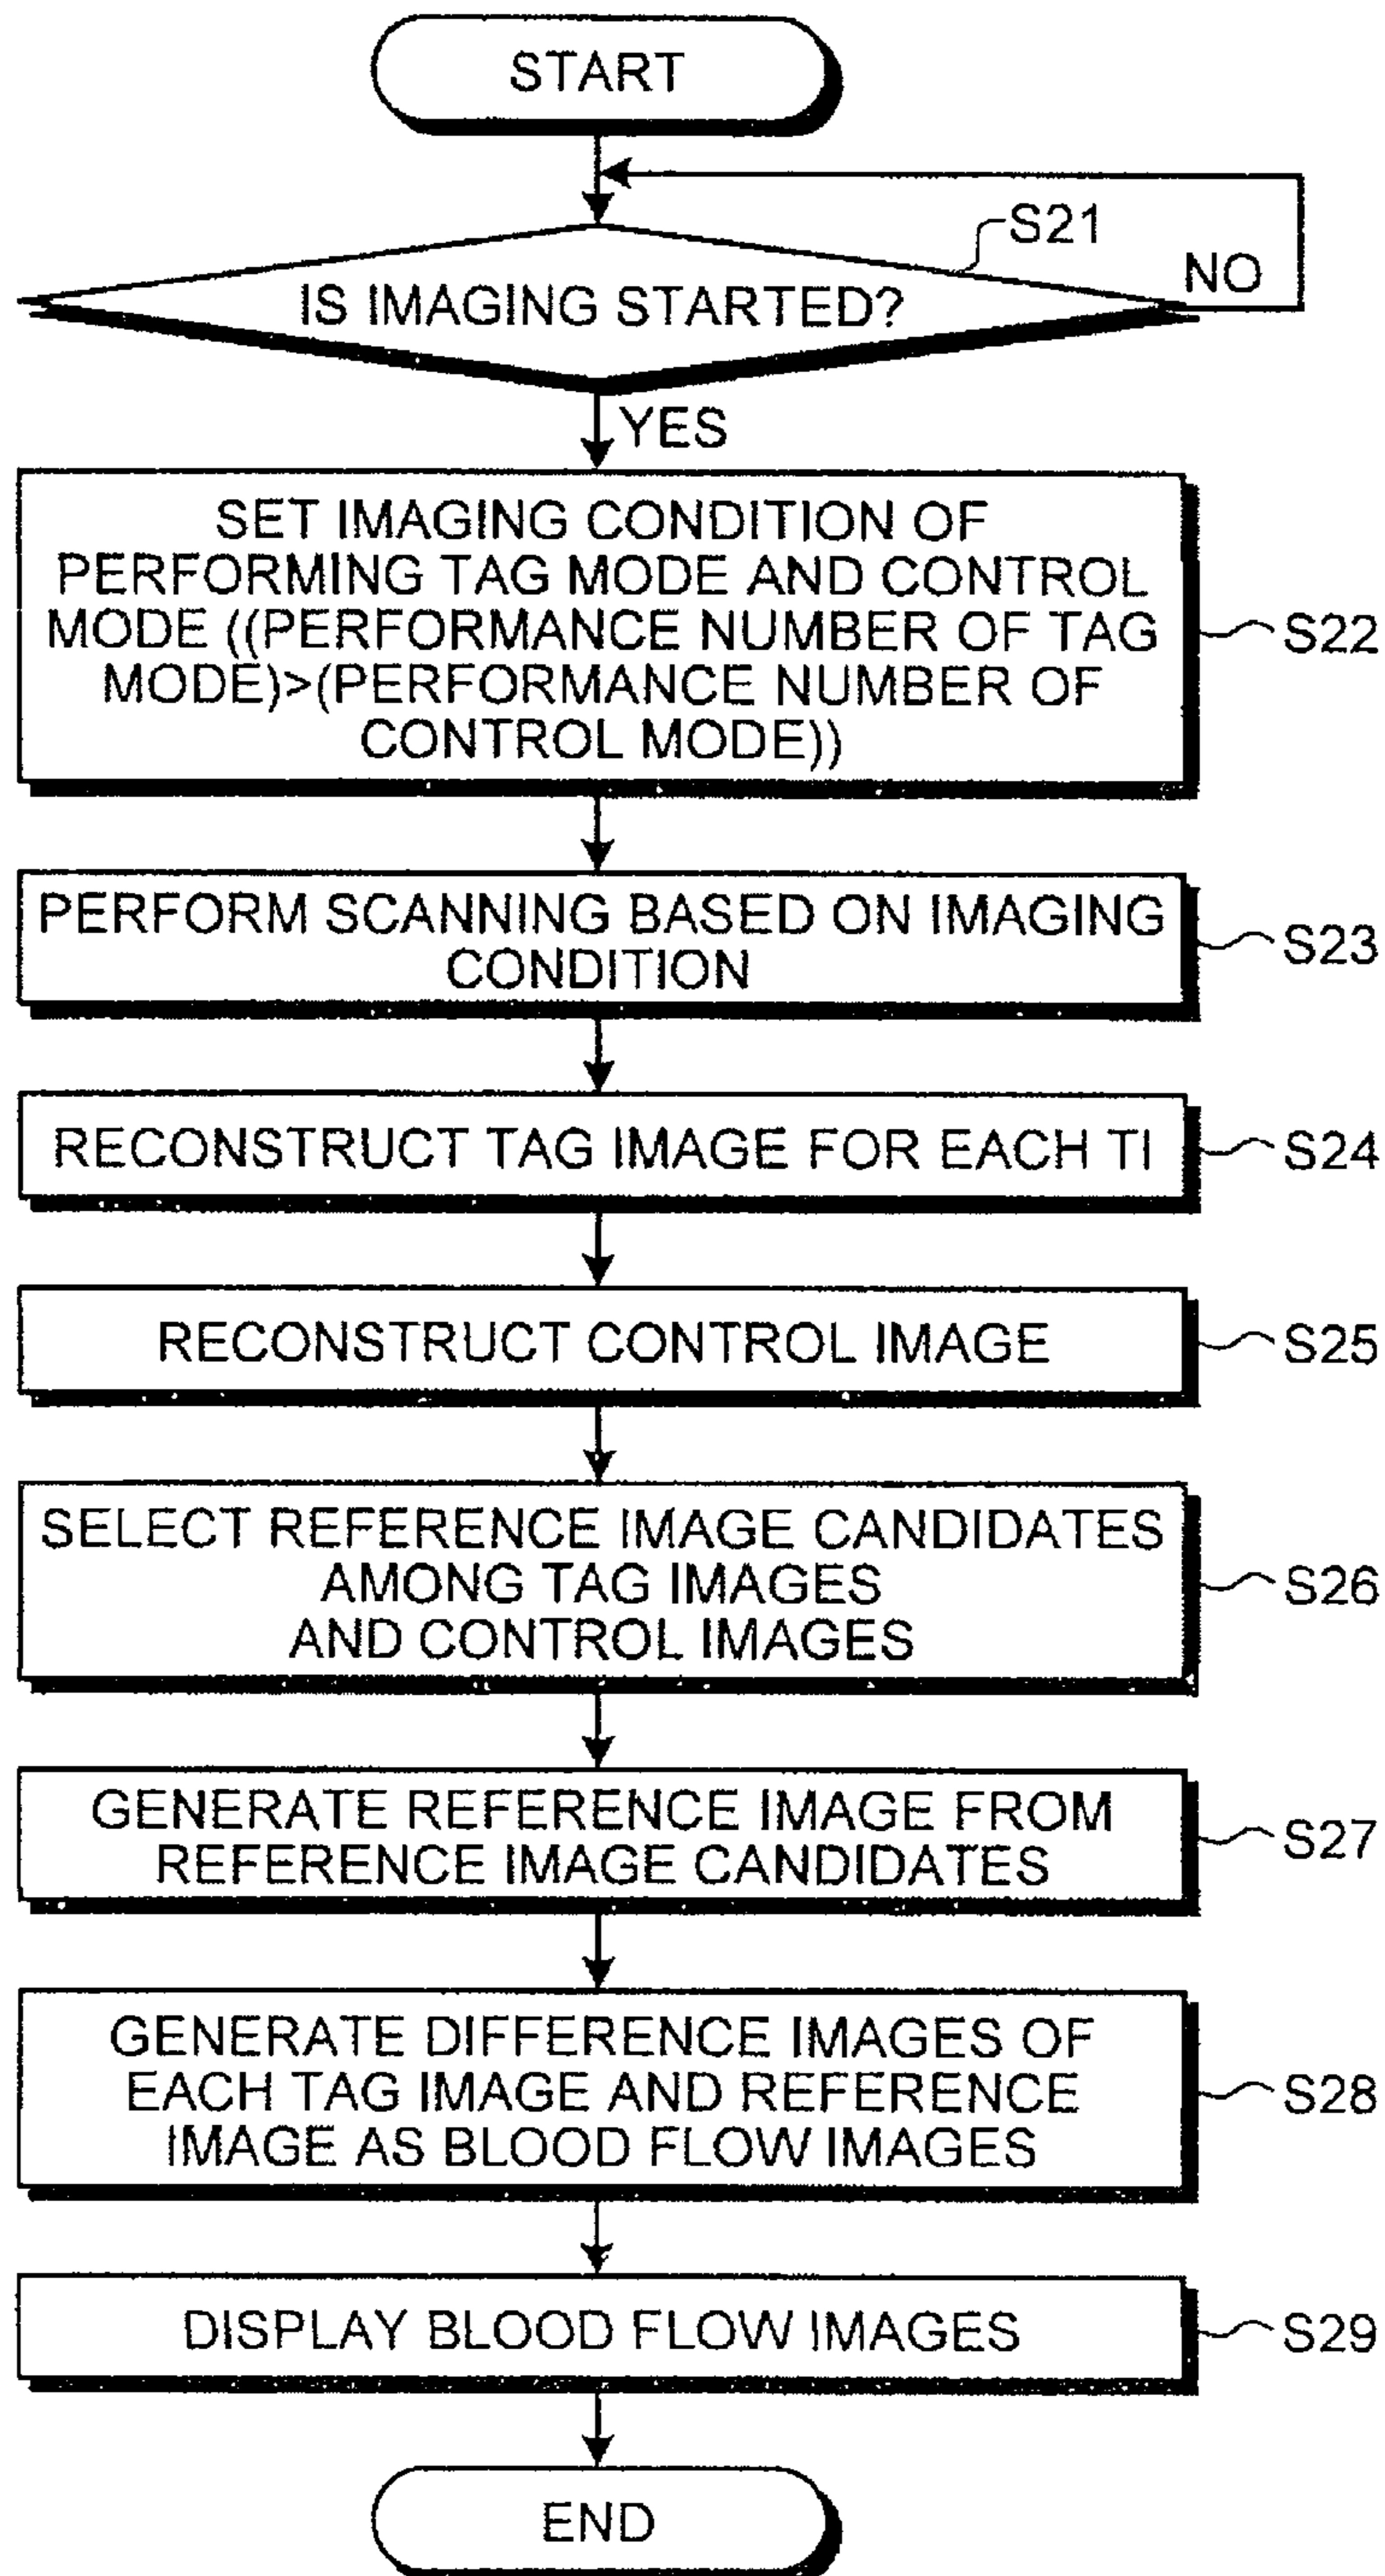 START
S21
NO
IS IMAGING STARTED?
YES
SET IMAGING CONDITION OF
PERFORMING TAG MODE AND CONTROL
MODE ((PERFORMANCE NUMBER OF TAG
MODE)>(PERFORMANCE NUMBER OF
CONTROL MODE))
S22
PERFORM SCANNING BASED ON IMAGING
CONDITION
S23
RECONSTRUCT TAG IMAGE FOR EACH TI
S24
RECONSTRUCT CONTROL IMAGE
S25
SELECT REFERENCE IMAGE CANDIDATES
AMONG TAG IMAGES
AND CONTROL IMAGES
S26
GENERATE REFERENCE IMAGE FROM
REFERENCE IMAGE CANDIDATES
S27
GENERATE DIFFERENCE IMAGES OF
EACH TAG IMAGE AND REFERENCE
IMAGE AS BLOOD FLOW IMAGES
S28
DISPLAY BLOOD FLOW IMAGES
S29
END